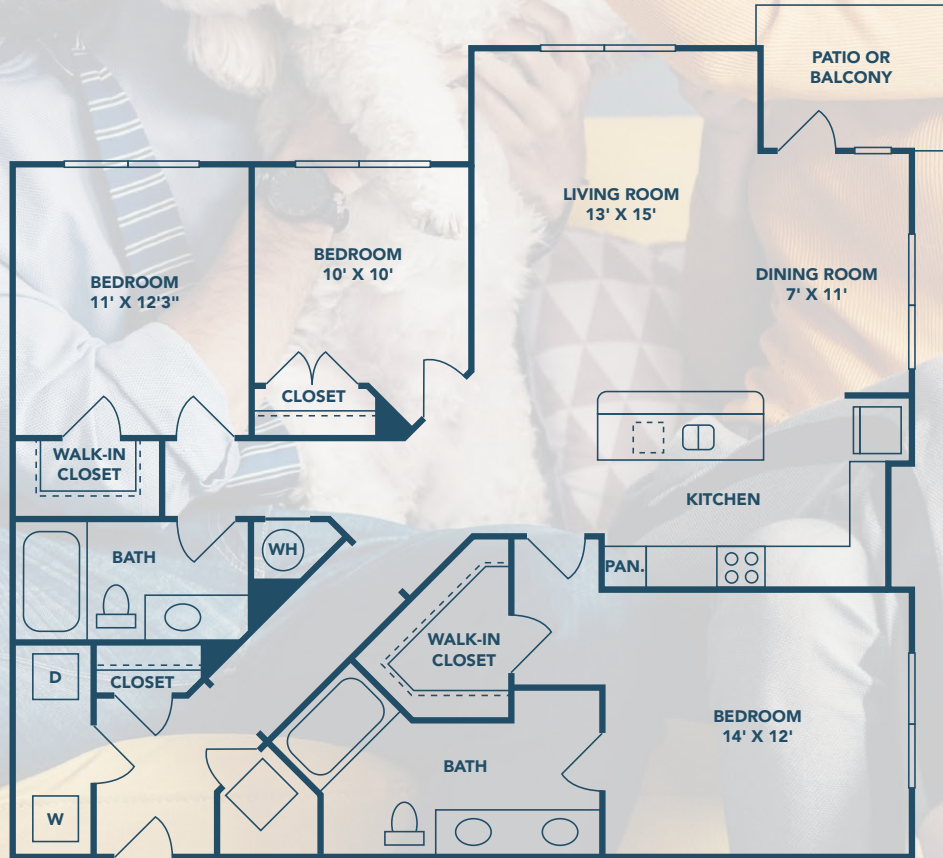 PATIO OR
BALCONY
LIVING ROOM
13' X 15'
DINING ROOM
7' X 11'
BEDROOM
10' X 10'
BEDROOM
11' X 12'3"
CLOSET
WALK-IN
CLOSET
KITCHEN
BATH
WH
PAN.
WALK-IN
CLOSET
D
CLOSET
BEDROOM
14' X 12'
BATH
W